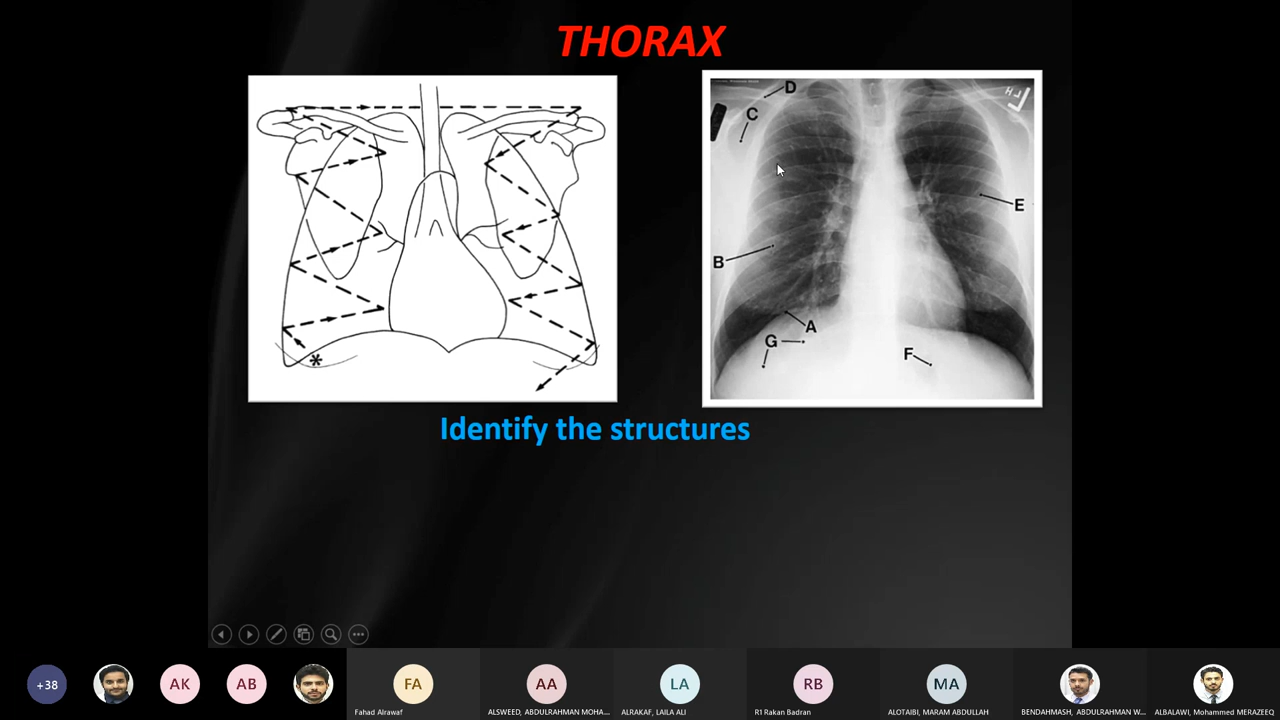 THORAX
D
C
E
B
A
G
F
H
L
*
Identify the structures
+38
AK
AB
FA
Fahad Alrawaf
AA
ALSWEED, ABDULRAHMAN MOHA...
LA
ALRAKAF, LAILA ALI
RB
R1 Rakan Badran
MA
ALOTAIBI, MARAM ABDULLAH
BENDAHMASH, ABDULRAHMAN W...
ALBALAWI, Mohammed MERAZEEQ